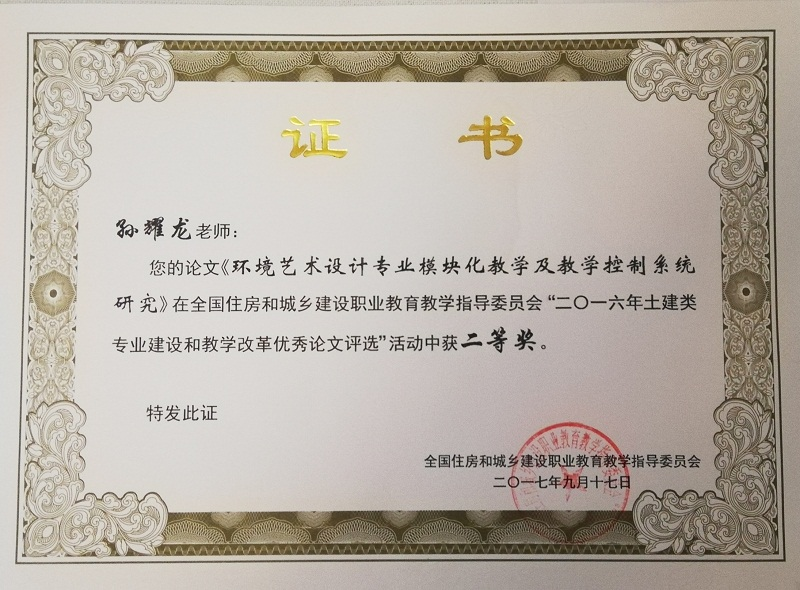 证书
孙耀龙老师：
您的论文《环境艺术设计专业模块化教学及教学控制系统
研究》在全国住房和城乡建设职业教育教学指导委员会“二〇一六年土建类
专业建设和教学改革优秀论文评选”活动中获二等奖。
特发此证
全国住房和城乡建设职业教育教学指导委员会
二〇一七年九月十七日